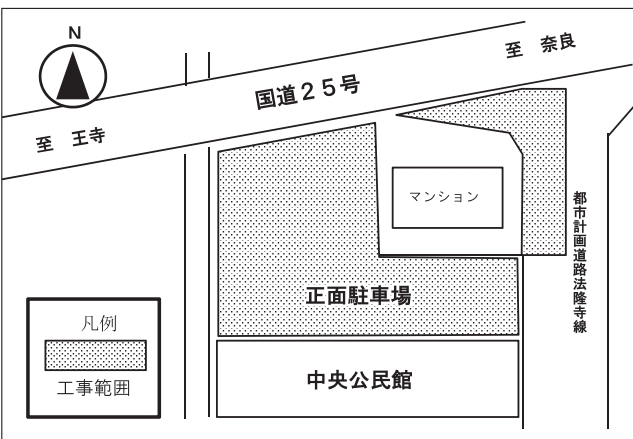 N
至　奈良
国道２５号
至　王寺
マンション
都市計画道路法隆寺線
正面駐車場
凡例
工事範囲
中央公民館